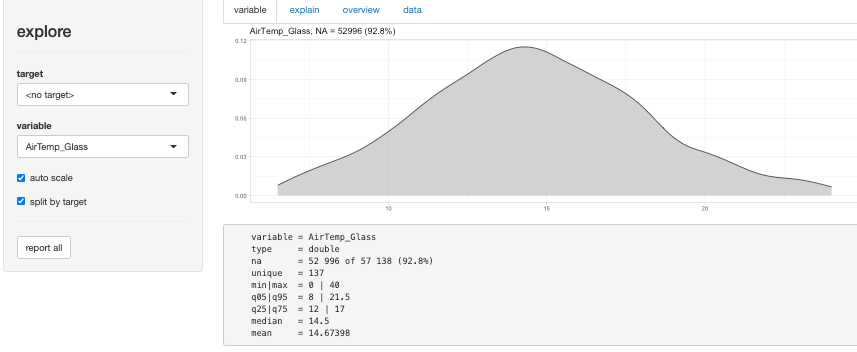 explore
target
<no target>
variable
AirTemp_Glass
auto scale
split by target
report all
variable explain overview data
AirTemp_Glass, NA = 52996 (92.8%)
0.12
0.09
0.06
0.03
0.00
10 15 20
variable = AirTemp_Glass
type     = double
na       = 52 996 of 57 138 (92.8%)
unique   = 137
min|max  = 0 | 40
q05|q95  = 8 | 21.5
q25|q75  = 12 | 17
median   = 14.5
mean     = 14.67398